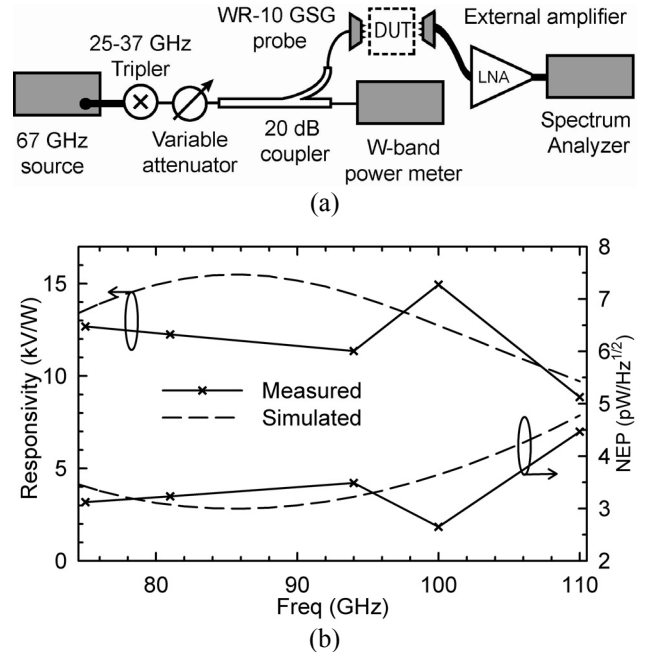 WR-10 GSG
probe
DUT
External amplifier
25-37 GHz
Tripler
LNA
67 GHz
source
Variable
attenuator
20 dB
coupler
W-band
power meter
Spectrum
Analyzer
(a)
Responsivity (kV/W)
15
10
5
0
8
7
6
5
4
3
2
NEP (pW/Hz1/2)
Measured
Simulated
80
90
100
110
Freq (GHz)
(b)